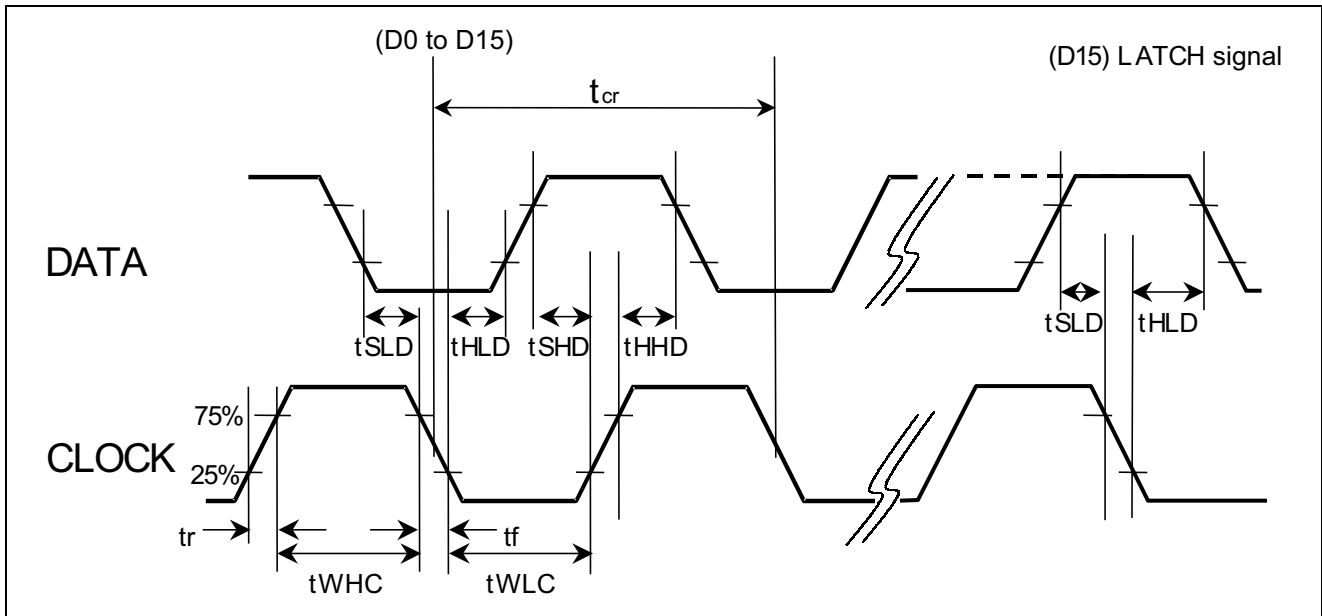 (D0 to D15)
(D15) LATCH signal
tcr
DATA
tSLD
tHLD
tSHD
tHHD
tSLD
tHLD
75%
CLOCK
25%
tr
tf
tWHC
tWLC